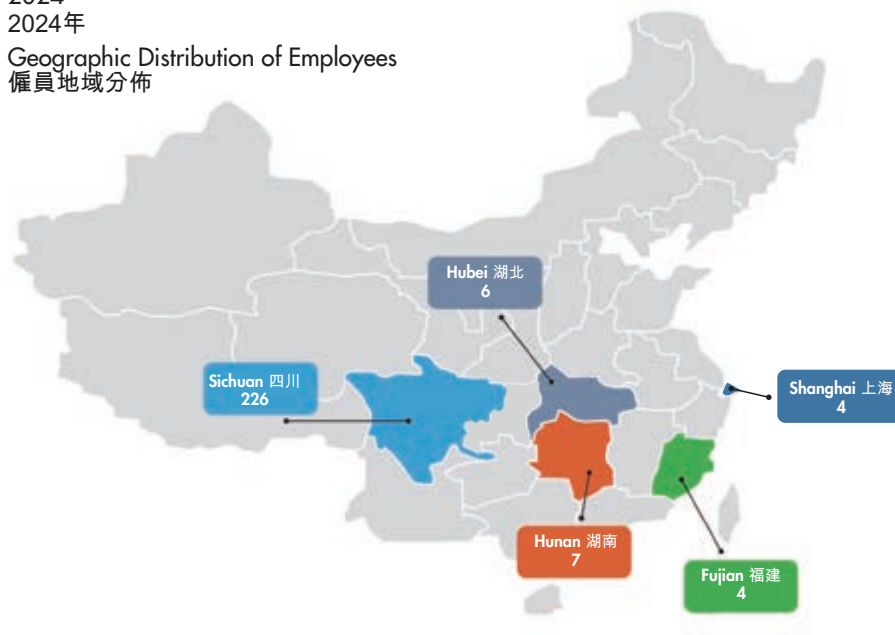 2024年
Geographic Distribution of Employees
僱員地域分佈
Hubei 湖北
6
Sichuan 四川
226
Shanghai 上海
4
Hunan 湖南
7
Fujian 福建
4